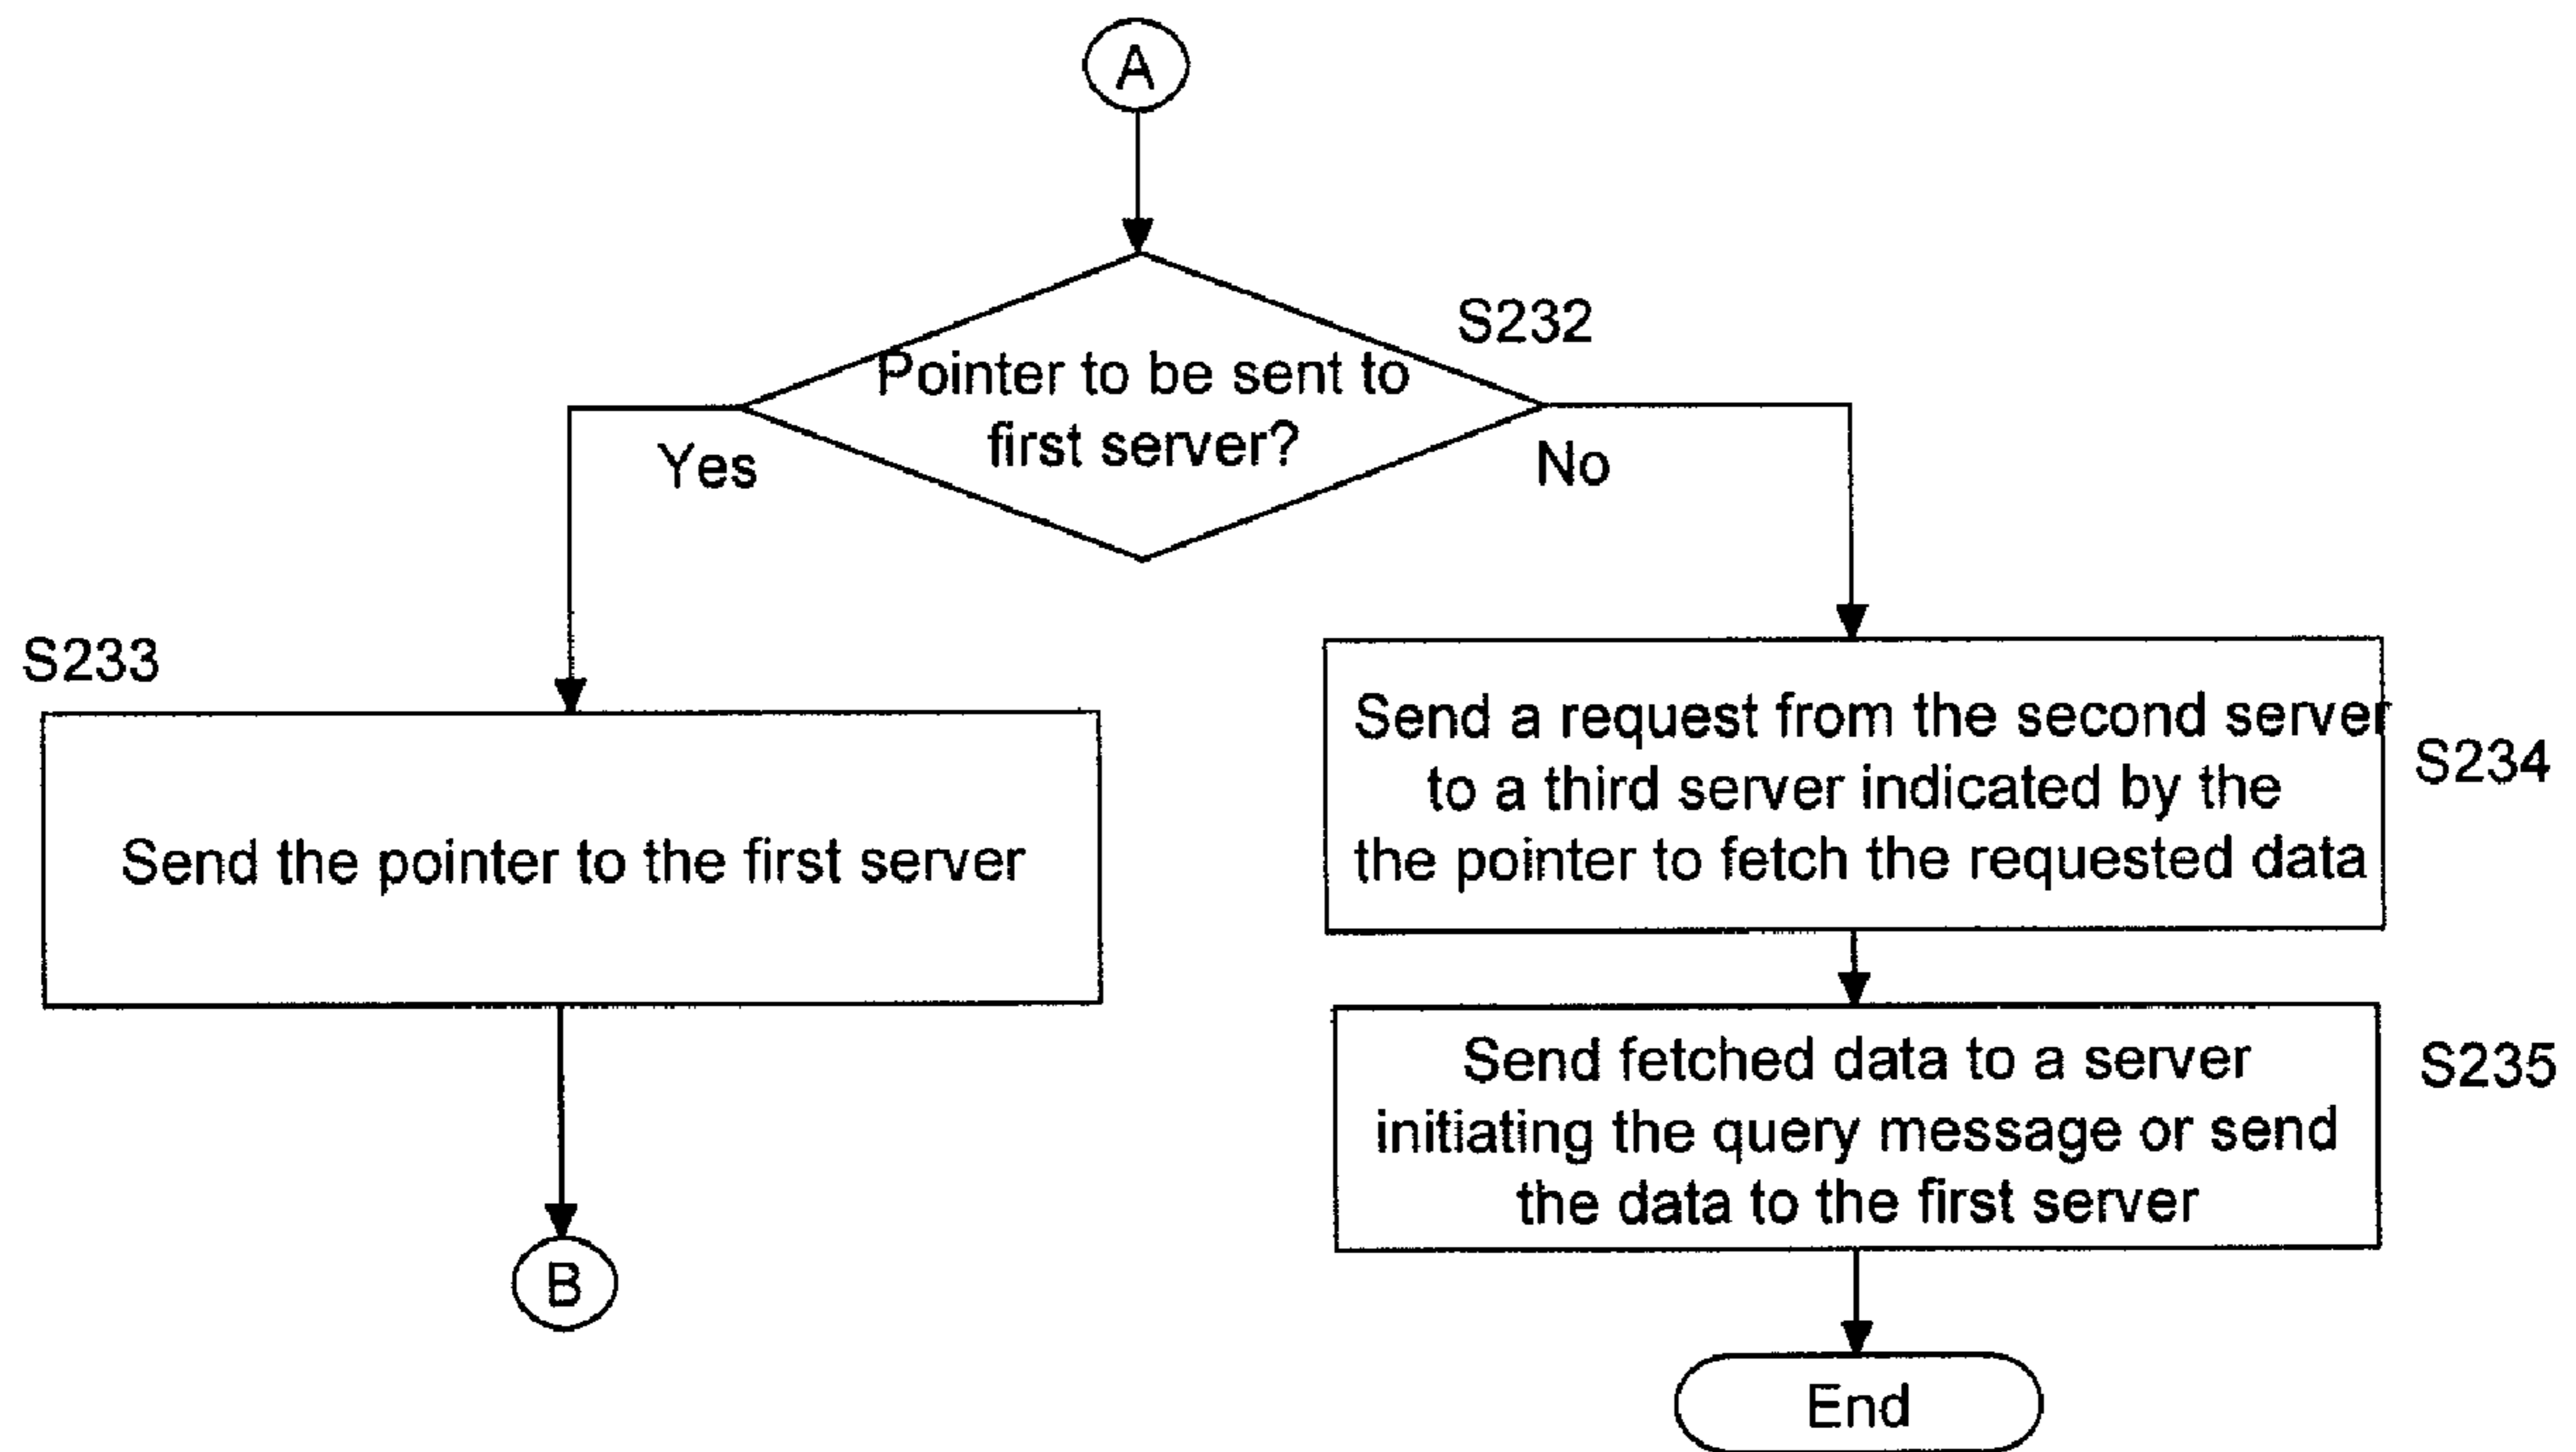 A
S232
Pointer to be sent to
first server?
Yes
No
S233
Send the pointer to the first server
Send a request from the second server
to a third server indicated by the
the pointer to fetch the requested data
S234
Send fetched data to a server
initiating the query message or send
the data to the first server
S235
B
End